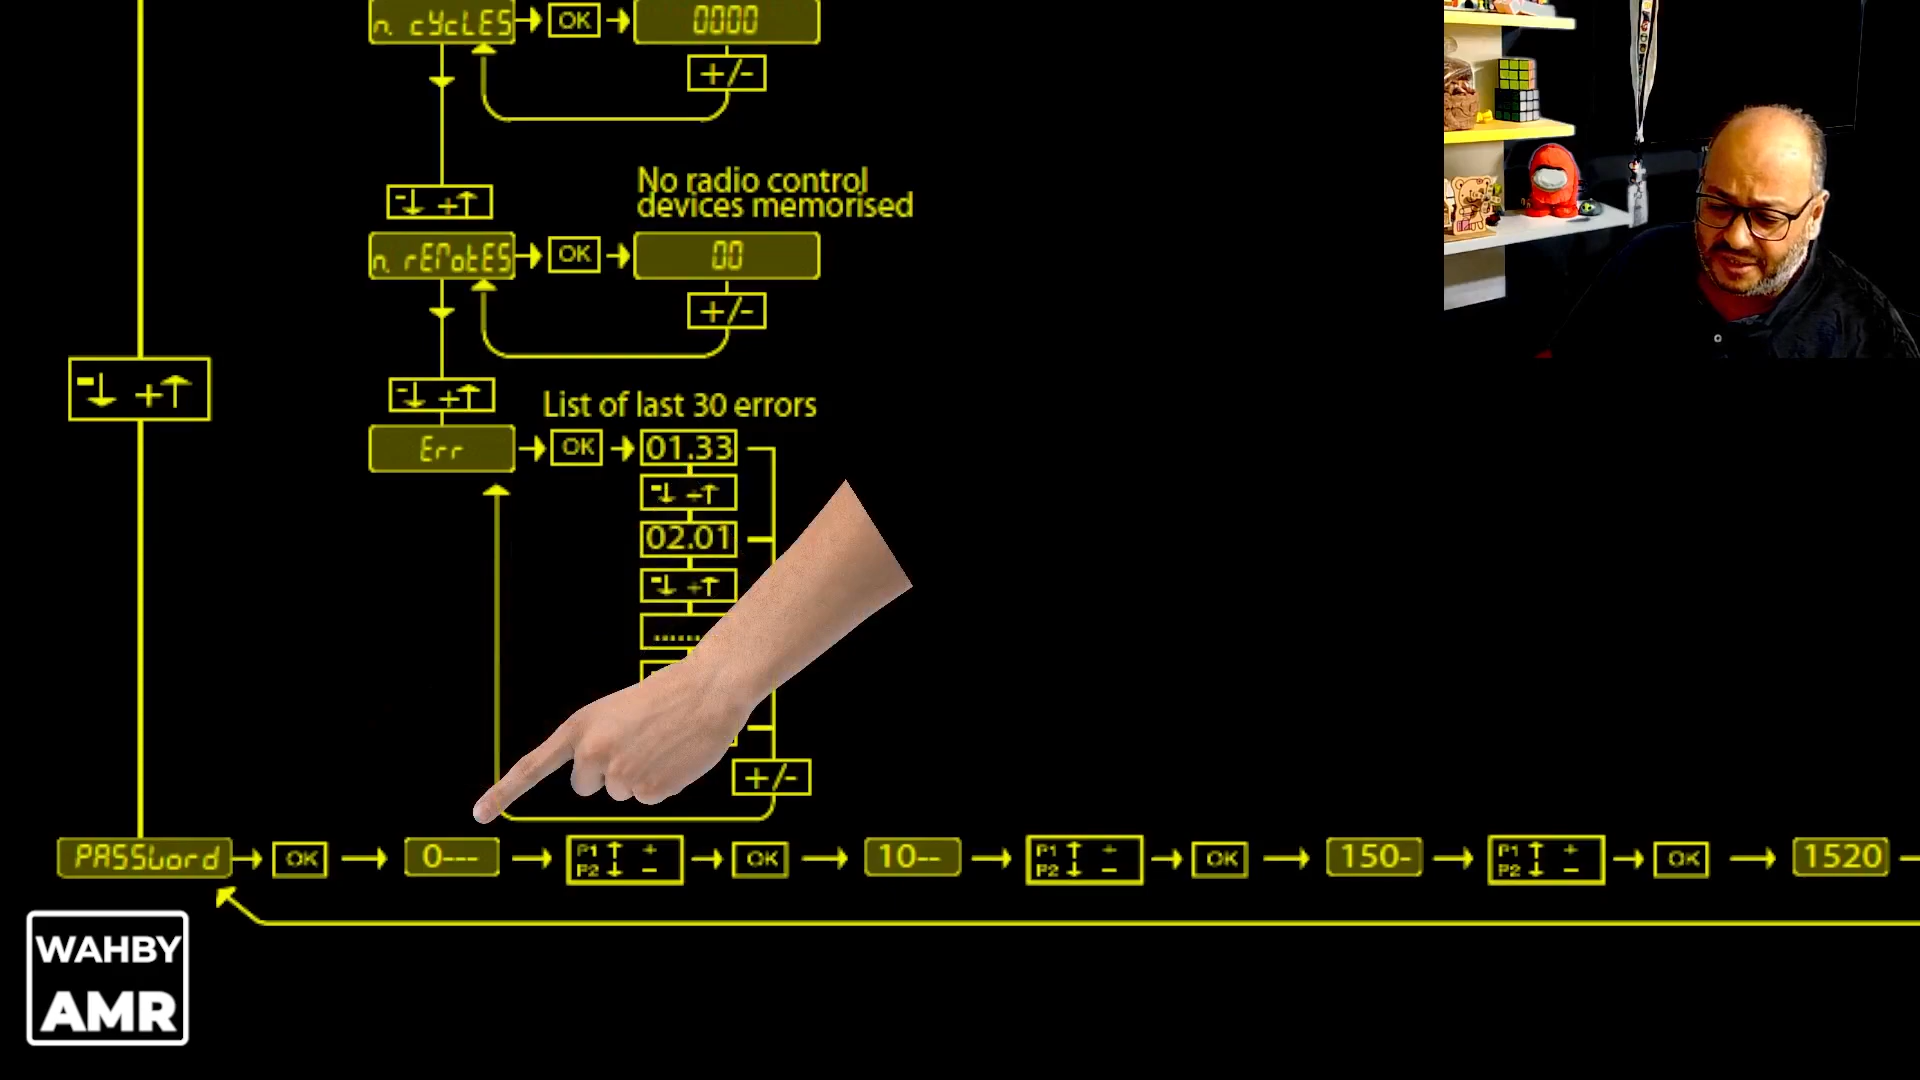 n. cYcLES OK 0000
+/-
No radio control
devices memorised
-↓ +↑
n. rEMotES OK 00
+/-
-↓ +↑
-↓ +↑
List of last 30 errors
Err OK 01.33
-↓ +↑
02.01
-↓ +↑
......
+/-
PASSword OK 0--- P1 ↑ + P2 ↓ - OK 10-- P1 ↑ + P2 ↓ - OK 150- P1 ↑ + P2 ↓ - OK 1520
WAHBY
AMR